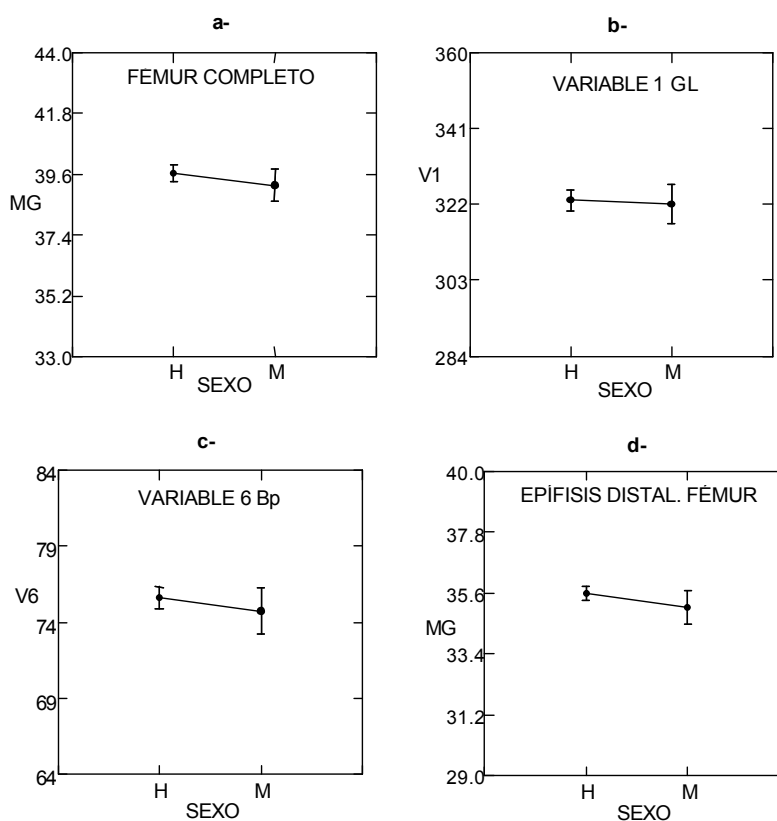 a-
44.0
FÉMUR COMPLETO
41.8
39.6
MG
37.4
35.2
33.0
H M
SEXO
b-
360
VARIABLE 1 GL
341
V1
322
303
284
H M
SEXO
c-
84
VARIABLE 6 Bp
79
V6
74
69
64
H M
SEXO
d-
40.0
EPÍFISIS DISTAL. FÉMUR
37.8
35.6
MG
33.4
31.2
29.0
H M
SEXO